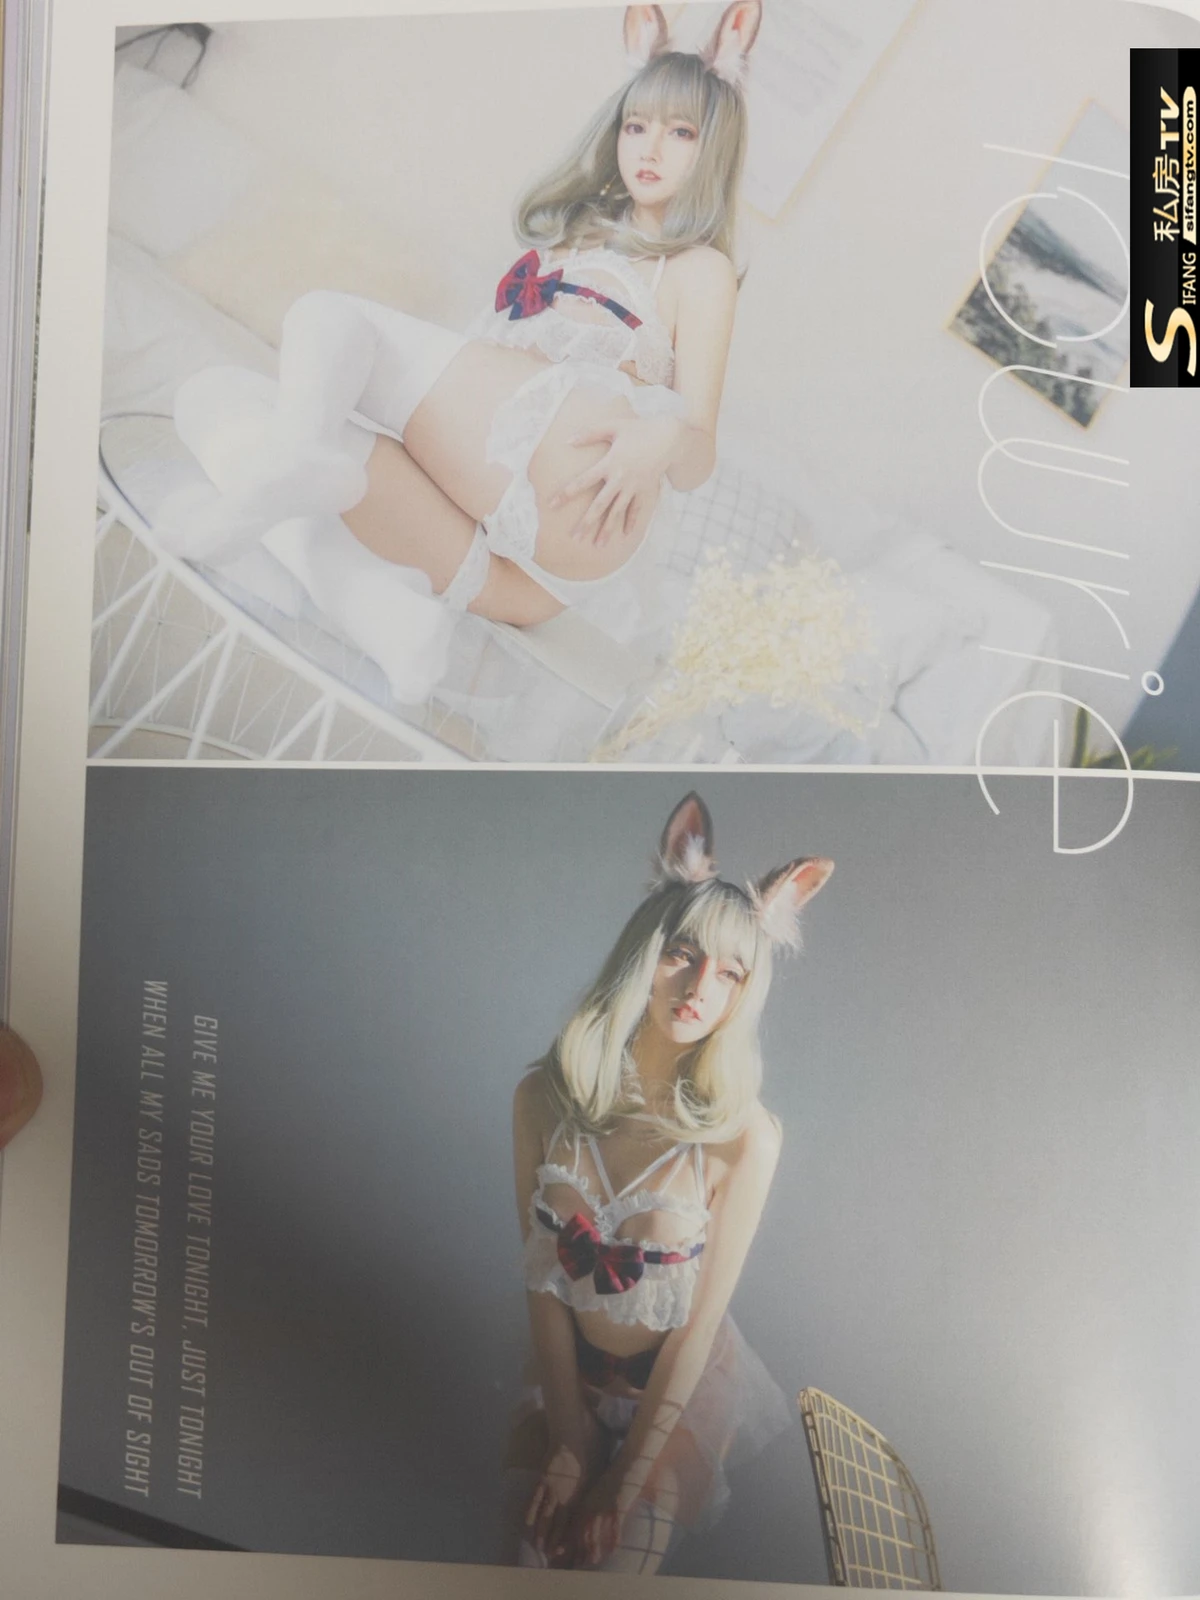 Towrie
GIVE ME YOUR LOVE TONIGHT, JUST TONIGHT
WHEN ALL MY SADS TOMORROW'S OUT OF SIGHT
SIFANG 私房TV
sifangtv.com